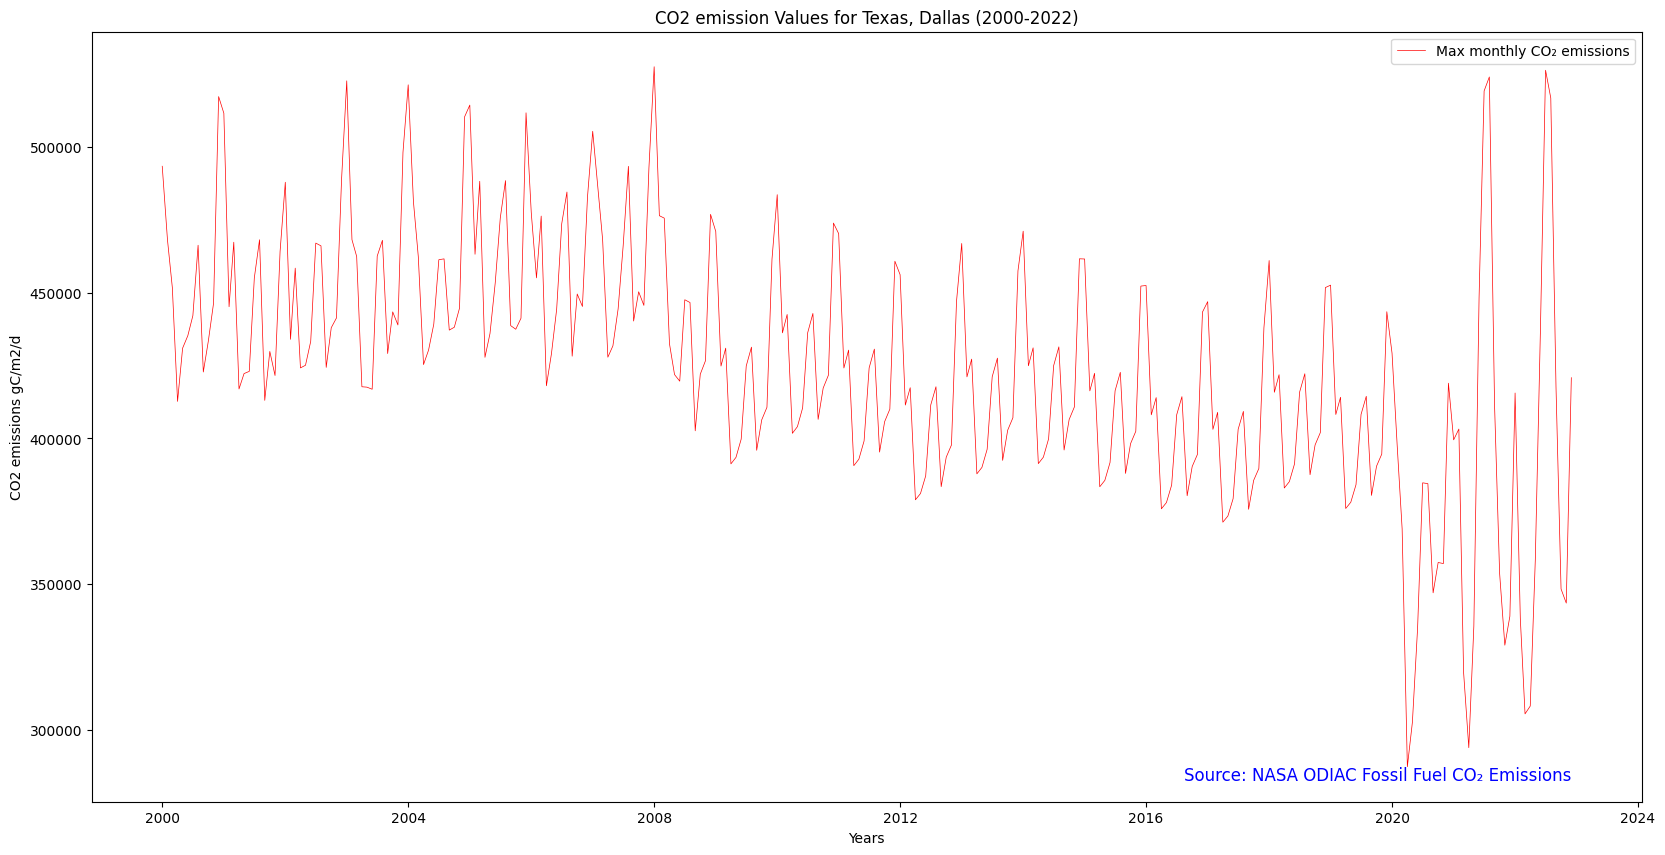 CO2 emission Values for Texas, Dallas (2000-2022)
Max monthly CO₂ emissions
CO2 emissions gC/m2/d
500000
450000
400000
350000
300000
Source: NASA ODIAC Fossil Fuel CO₂ Emissions
2000 2004 2008 2012 2016 2020 2024
Years